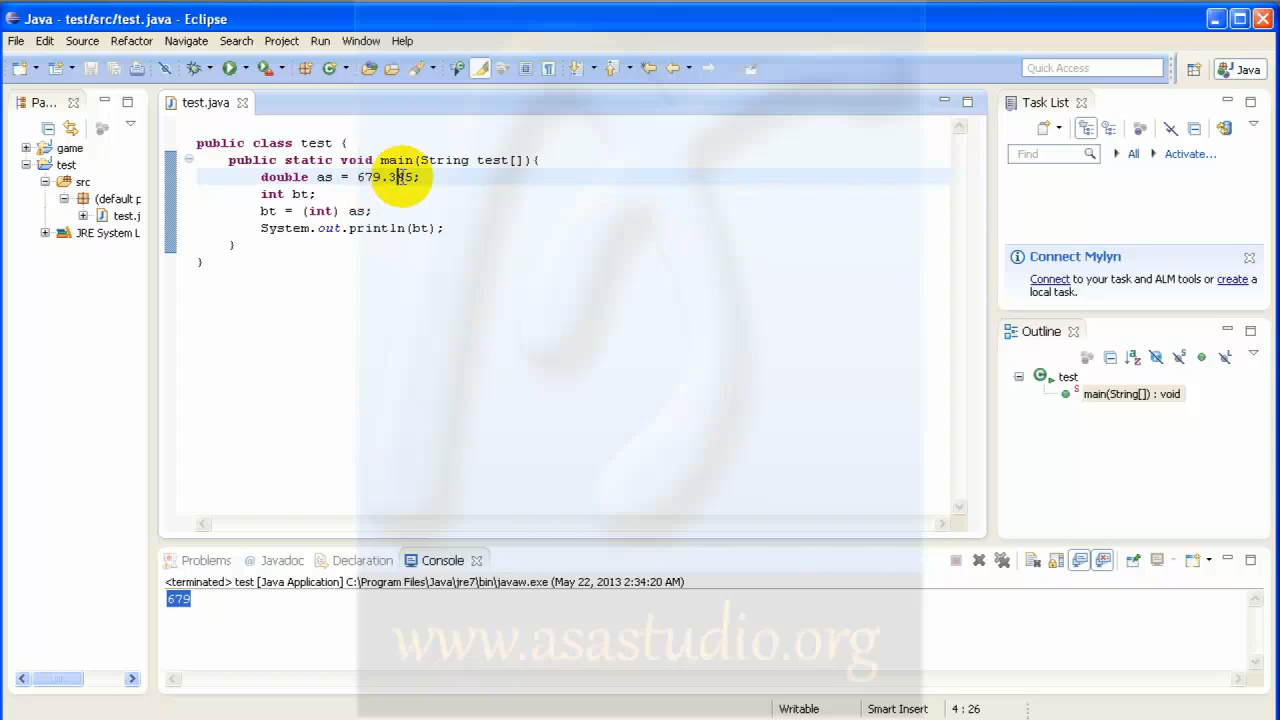 Java - test/src/test.java - Eclipse
File Edit Source Refactor Navigate Search Project Run Window Help
Quick Access
Java
Pa...
game
test
src
(default p
test.j
JRE System L
test.java
public class test {
public static void main(String test[]){
double as = 679.395;
int bt;
bt = (int) as;
System.out.println(bt);
}
}
Task List
Find
All
Activate...
Connect Mylyn
Connect to your task and ALM tools or create a
local task.
Outline
test
main(String[]) : void
Problems Javadoc Declaration Console
<terminated> test [Java Application] C:\Program Files\Java\jre7\bin\javaw.exe (May 22, 2013 2:34:20 AM)
679
www.asastudio.org
Writable Smart Insert 4 : 26